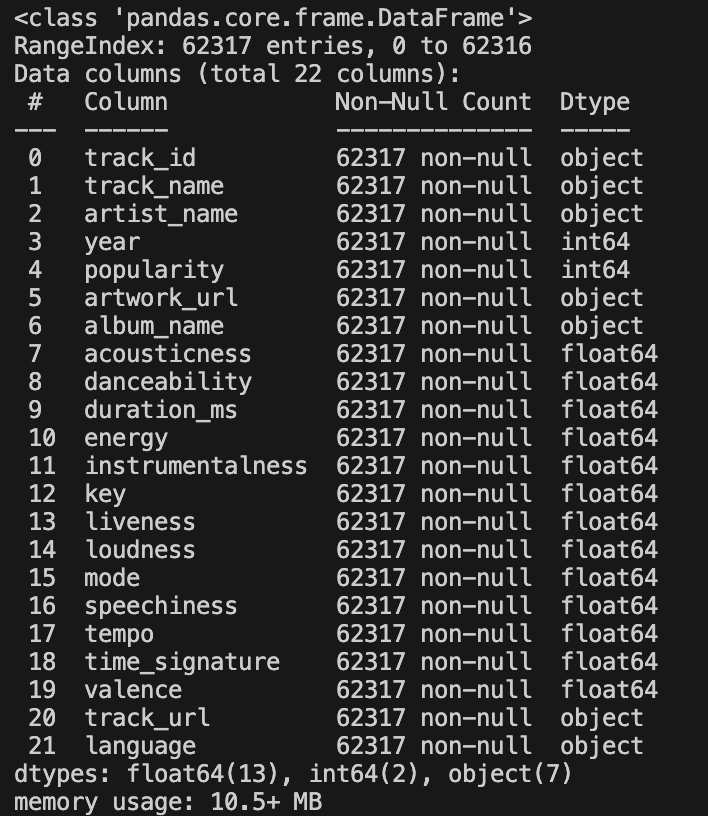 <class 'pandas.core.frame.DataFrame'>
RangeIndex: 62317 entries, 0 to 62316
Data columns (total 22 columns):
 #   Column            Non-Null Count  Dtype
---  ------            --------------  -----
 0   track_id          62317 non-null  object
 1   track_name        62317 non-null  object
 2   artist_name       62317 non-null  object
 3   year              62317 non-null  int64
 4   popularity        62317 non-null  int64
 5   artwork_url       62317 non-null  object
 6   album_name        62317 non-null  object
 7   acousticness      62317 non-null  float64
 8   danceability      62317 non-null  float64
 9   duration_ms       62317 non-null  float64
 10  energy            62317 non-null  float64
 11  instrumentalness  62317 non-null  float64
 12  key               62317 non-null  float64
 13  liveness          62317 non-null  float64
 14  loudness          62317 non-null  float64
 15  mode              62317 non-null  float64
 16  speechiness       62317 non-null  float64
 17  tempo             62317 non-null  float64
 18  time_signature    62317 non-null  float64
 19  valence           62317 non-null  float64
 20  track_url         62317 non-null  object
 21  language          62317 non-null  object
dtypes: float64(13), int64(2), object(7)
memory usage: 10.5+ MB